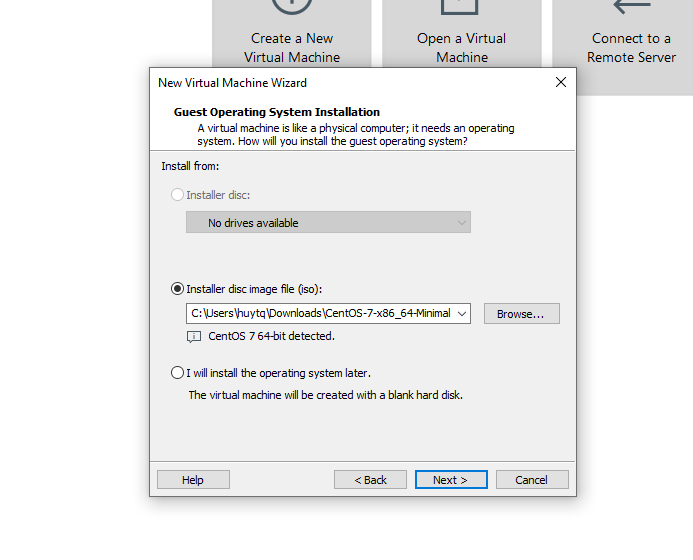 Create a New
Virtual Machine
Open a Virtual
Machine
Connect to a
Remote Server
New Virtual Machine Wizard
Guest Operating System Installation
A virtual machine is like a physical computer; it needs an operating
system. How will you install the guest operating system?
Install from:
Installer disc:
No drives available
Installer disc image file (iso):
C:\Users\huytq\Downloads\CentOS-7-x86_64-Minimal
Browse...
CentOS 7 64-bit detected.
I will install the operating system later.
The virtual machine will be created with a blank hard disk.
Help
< Back
Next >
Cancel